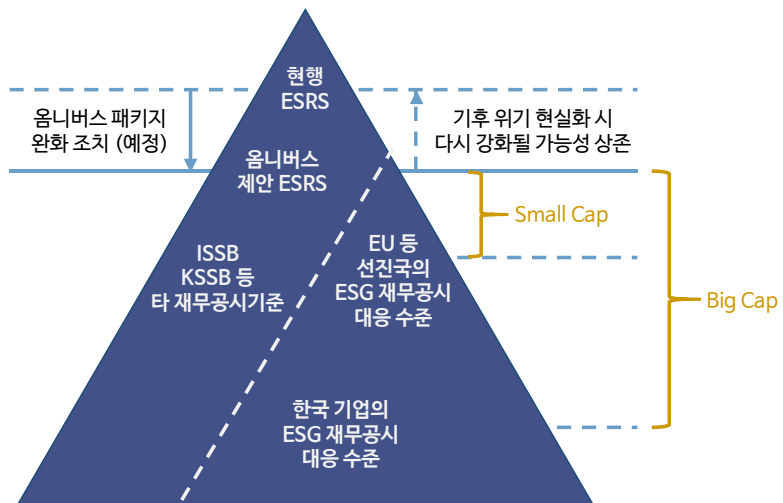 현행
ESRS
옴니버스 패키지
완화 조치 (예정)
기후 위기 현실화 시
다시 강화될 가능성 상존
옴니버스
제안 ESRS
Small Cap
ISSB
KSSB 등
타 재무공시기준
EU 등
선진국의
ESG 재무공시
대응 수준
Big Cap
한국 기업의
ESG 재무공시
대응 수준